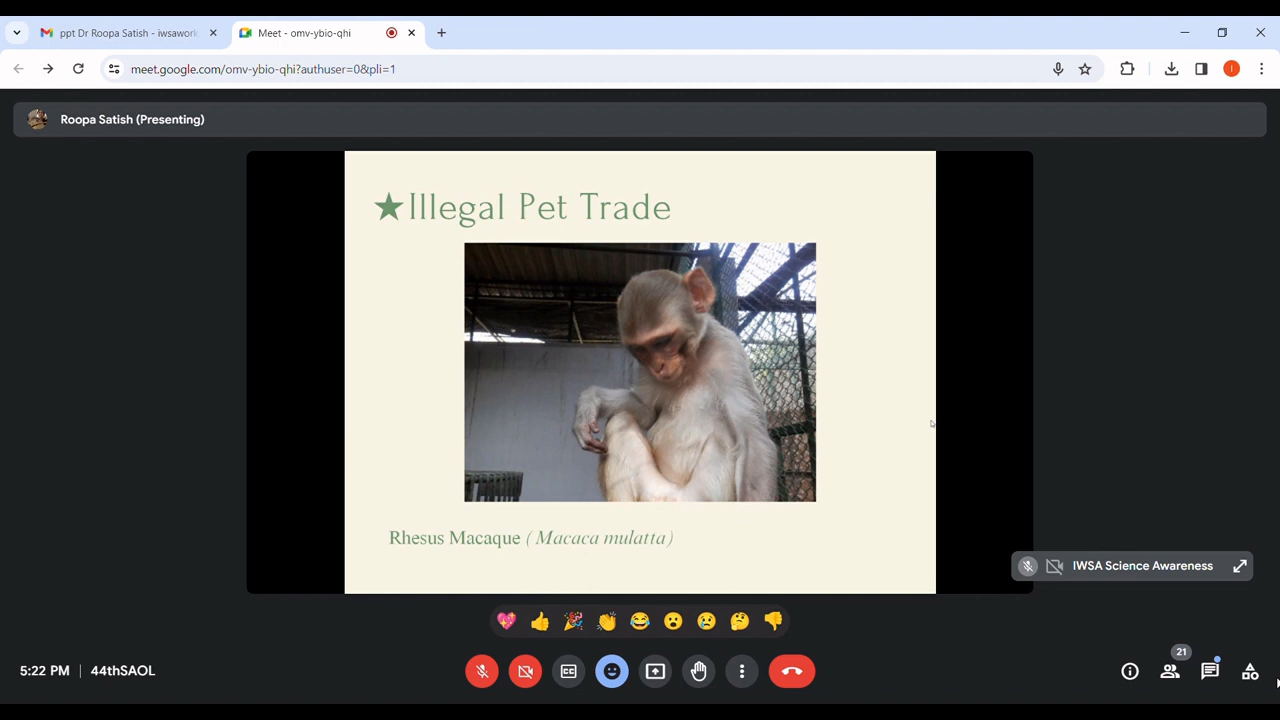 ppt Dr Roopa Satish - iwsawork
Meet - omv-ybio-qhi
meet.google.com/omv-ybio-qhi?authuser=0&pli=1
I
Roopa Satish (Presenting)
★Illegal Pet Trade
Rhesus Macaque ( Macaca mulatta)
IWSA Science Awareness
5:22 PM | 44thSAOL
21